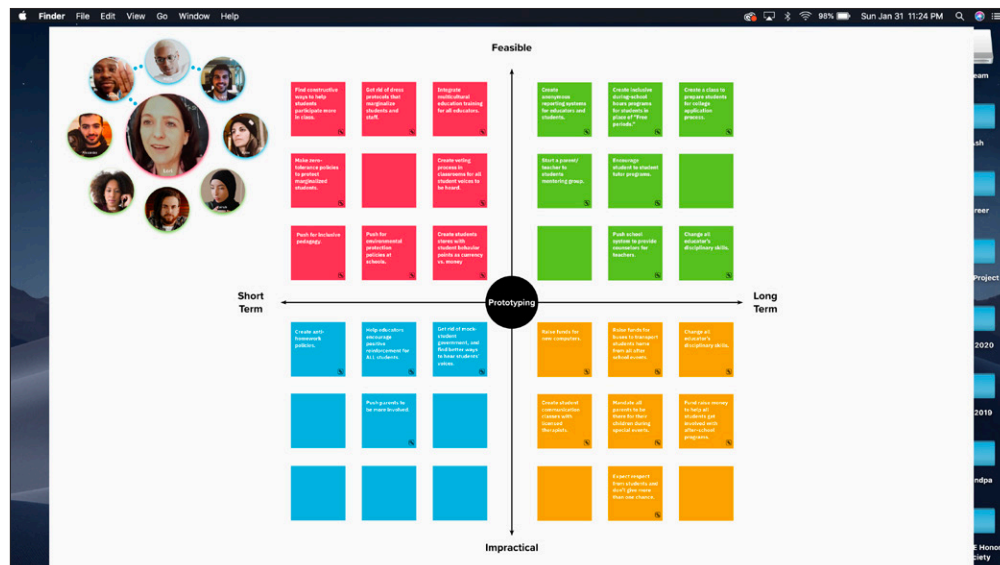 Finder File Edit View Go Window Help
98% Sun Jan 31 11:24 PM
Feasible
Find constructive
ways to help
students
participate more
in class.
Get rid of dress
protocols that
marginalize
students and
staff.
Integrate
multicultural
education training
for all educators.
Create
anonymous
reporting systems
for educators and
students.
Create inclusive
during-school
hours programs
for students in
place of "Free
periods."
Create a class to
prepare students
for college
application
process.
Make zero-
tolerance policies
to protect
marginalized
students.
Create voting
process in
classrooms for all
student voices to
be heard.
Start a parent/
teacher to
students
mentoring group.
Encourage
student to student
tutor programs.
Push for inclusive
pedagogy.
Push for
environmental
protection
policies at
schools.
Create students
stores with
student behavior
points as currency
vs. money
Push school
system to provide
counselors for
teachers.
Change all
educator's
disciplinary skills.
Short
Term
Prototyping
Long
Term
Create anti-
homework
policies.
Help educators
encourage
positive
reinforcement for
ALL students.
Get rid of mock-
student
government, and
find better ways
to hear students'
voices.
Raise funds for
new computers.
Raise funds for
buses to transport
students home
from all after
school events.
Change all
educator's
disciplinary skills.
Push parents to
be more involved.
Create student
communication
classes with
licensed
therapists.
Mandate all
parents to be
there for their
children during
special events.
Fund raise money
to help all
students get
involved with
after-school
programs.
Expect respect
from students and
don't give more
than one chance.
Impractical
eam
sh
reer
Project
2020
2019
ndpa
E Honor
ciety